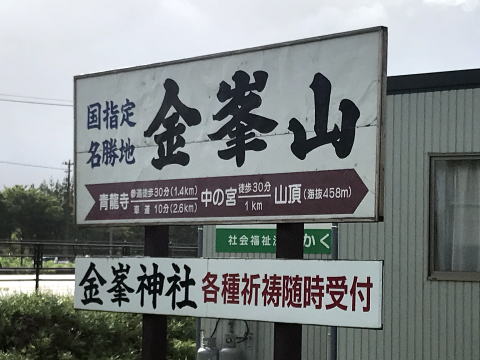 国指定
名勝地
金峯山
青龍寺 参道徒歩30分(1.4km) 中の宮 徒歩30分 山頂(海抜458m)
車道 10分(2.6km) 1km
社会福祉法 かく
金峯神社 各種祈祷随時受付